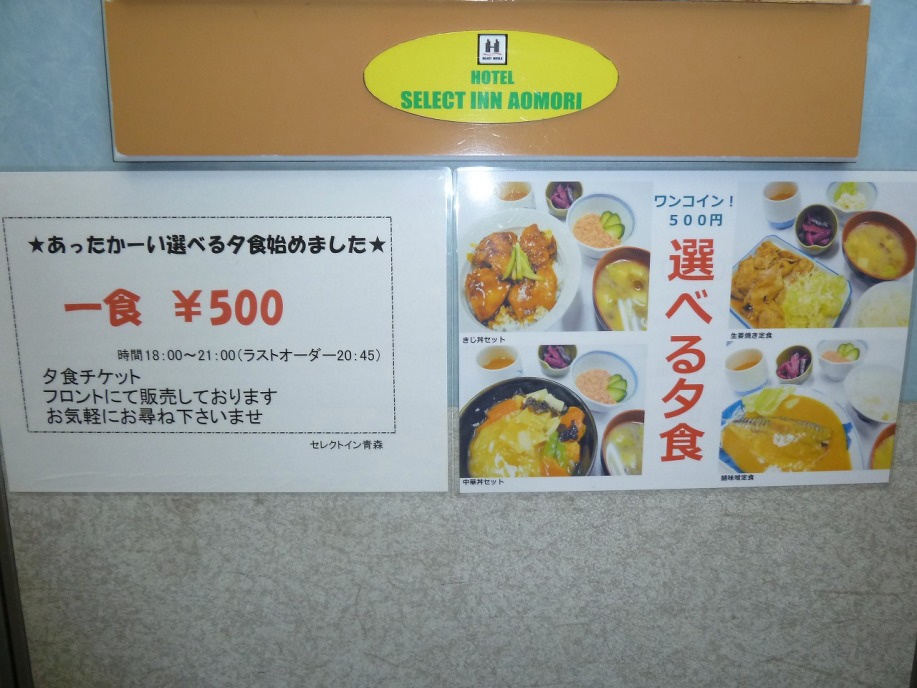 HOTEL
SELECT INN AOMORI
★あったかーい選べる夕食始めました★
一食 ￥500
時間18:00～21:00(ラストオーダー20:45)
夕食チケット
フロントにて販売しております
お気軽にお尋ね下さいませ
セレクトイン青森
ワンコイン！
５００円
選べる夕食
きじ丼セット
生姜焼き定食
中華丼セット
鯖味噌定食